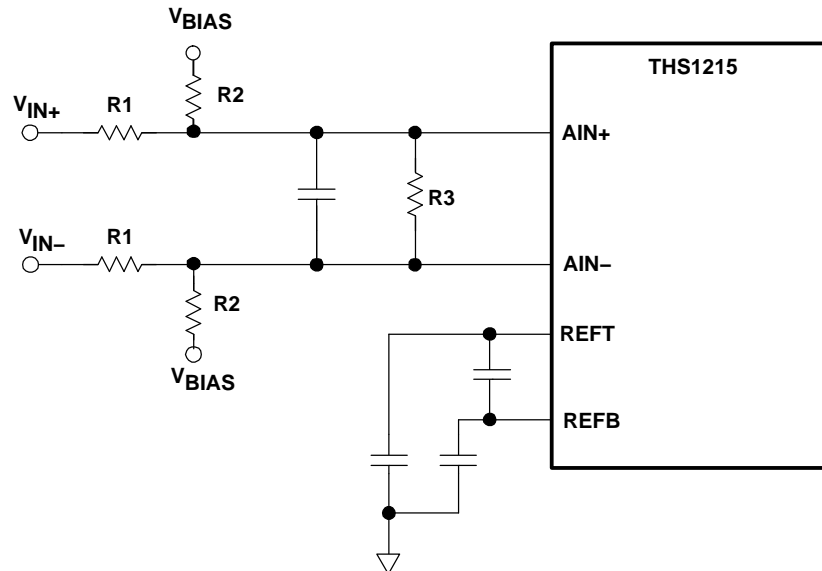 VBIAS
THS1215
R2
R1
VIN+
AIN+
R3
VIN–
R1
AIN–
R2
REFT
VBIAS
REFB